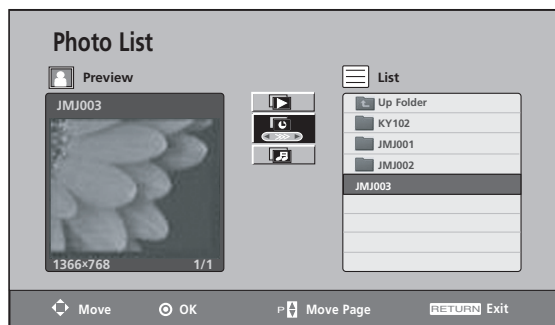 Photo List
Preview
List
JMJ003
1366×768 1/1
Up Folder
KY102
JMJ001
JMJ002
JMJ003
Move OK P Move Page RETURN Exit